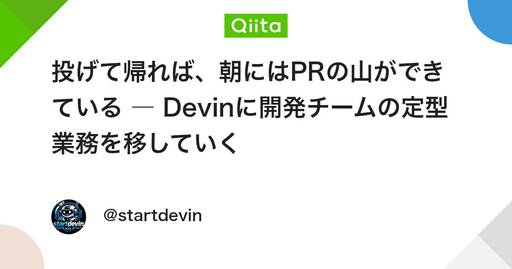 Qiita
投げて帰れば、朝にはPRの山ができ
ている ― Devinに開発チームの定型
業務を移していく
startdevin
@startdevin